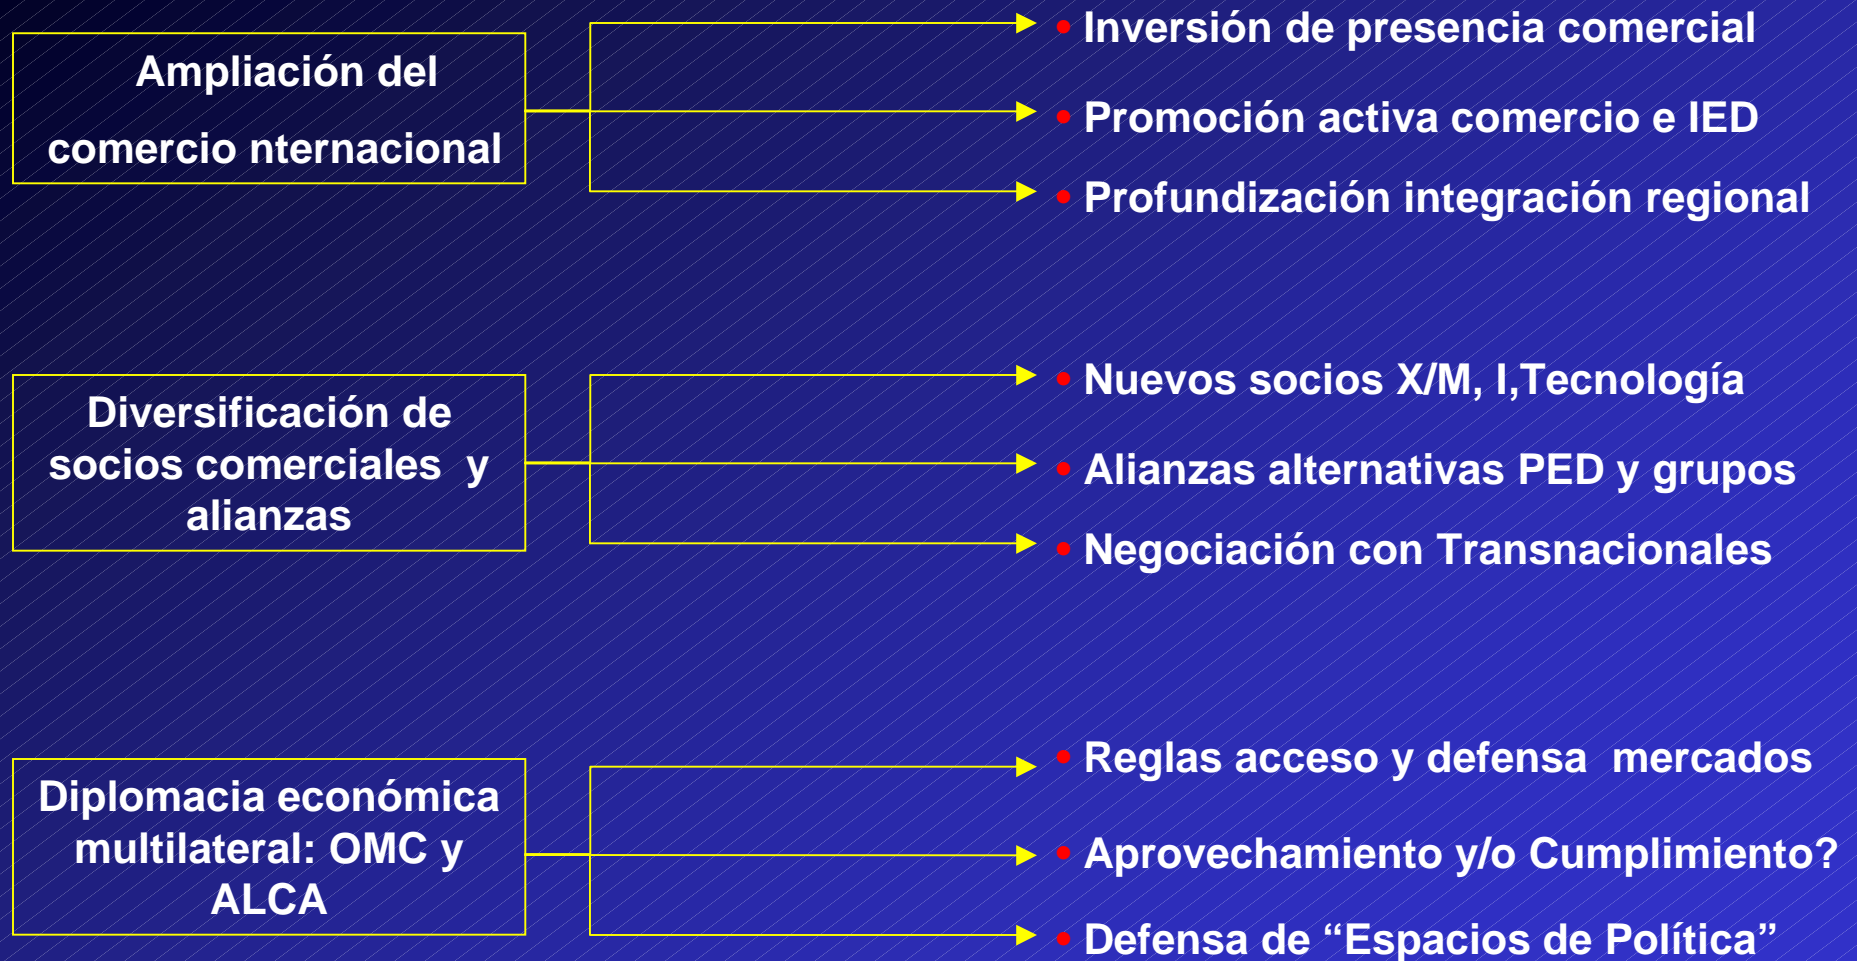 Ampliación del
comercio nternacional
• Inversión de presencia comercial
• Promoción activa comercio e IED
• Profundización integración regional
Diversificación de
socios comerciales  y
alianzas
• Nuevos socios X/M, I,Tecnología
• Alianzas alternativas PED y grupos
• Negociación con Transnacionales
Diplomacia económica
multilateral: OMC y
ALCA
• Reglas acceso y defensa  mercados
• Aprovechamiento y/o Cumplimiento?
• Defensa de “Espacios de Política”